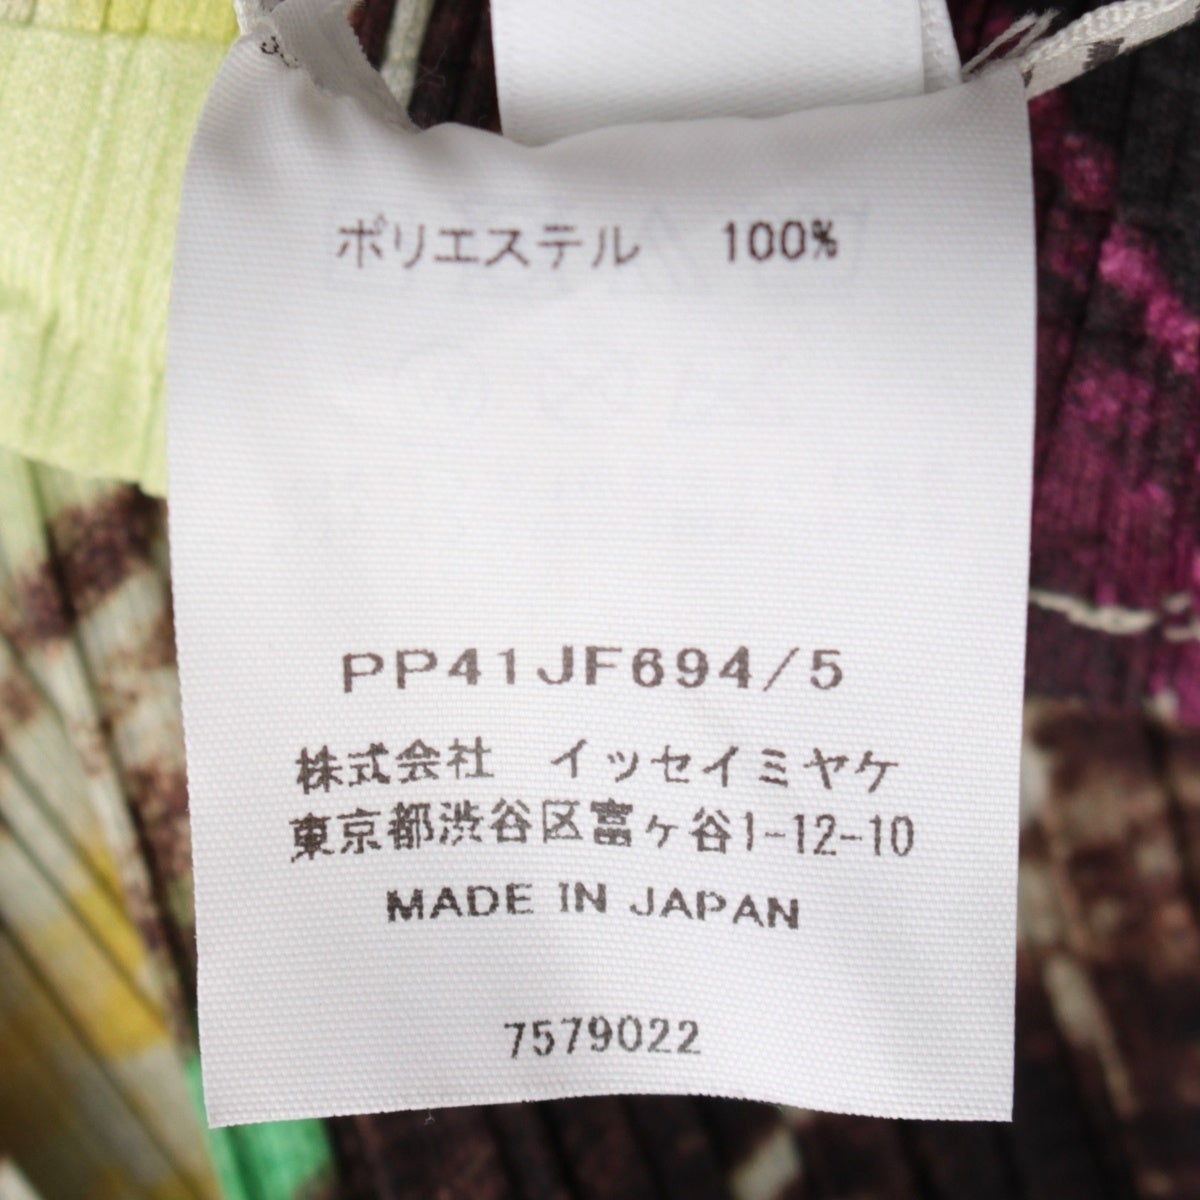 ポリエステル 100%
PP41JF694/5
株式会社 イッセイミヤケ
東京都渋谷区富ヶ谷1-12-10
MADE IN JAPAN
7579022